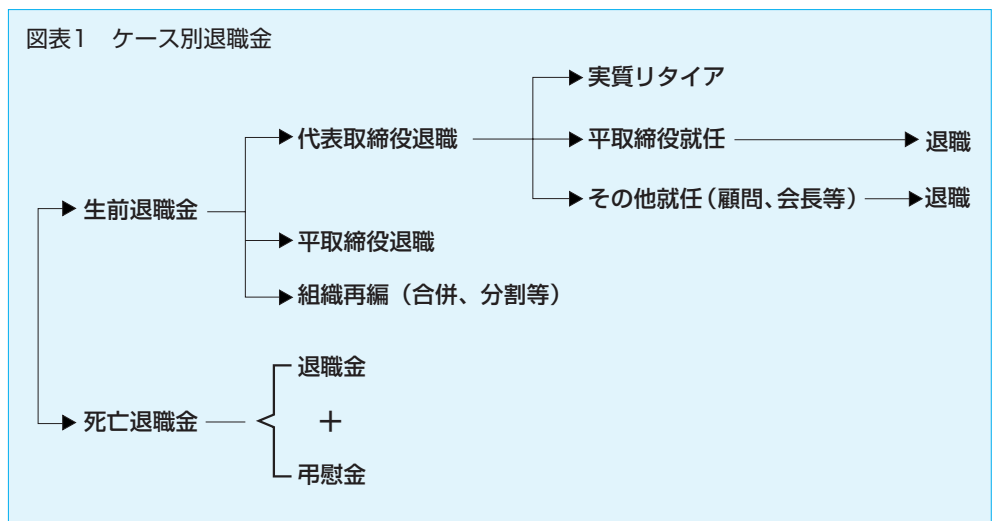 図表1 ケース別退職金
実質リタイア
代表取締役退職
平取締役就任
退職
その他就任(顧問、会長等)
退職
生前退職金
平取締役退職
組織再編(合併、分割等)
退職金
死亡退職金
+
弔慰金